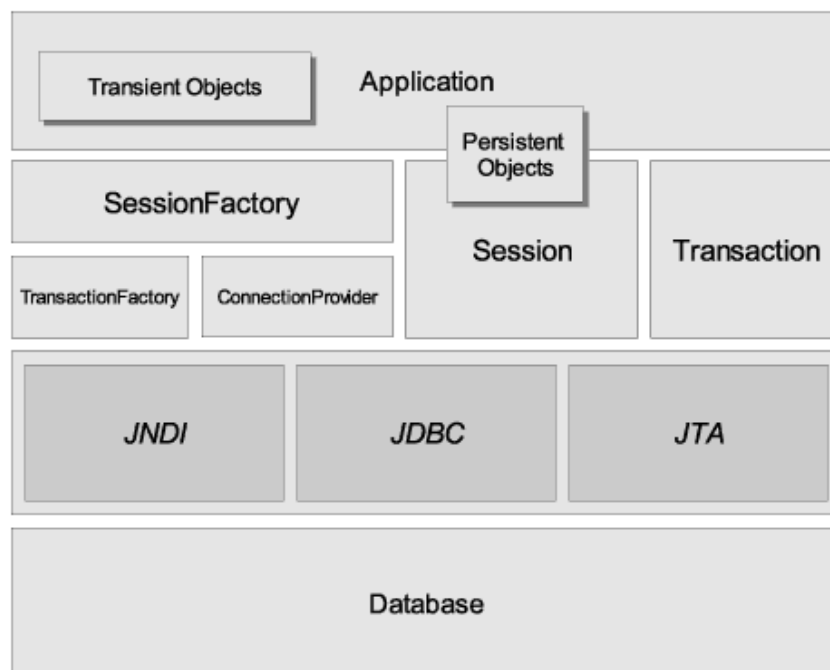 Transient Objects
Application
Persistent
Objects
SessionFactory
Session
Transaction
TransactionFactory
ConnectionProvider
JNDI
JDBC
JTA
Database